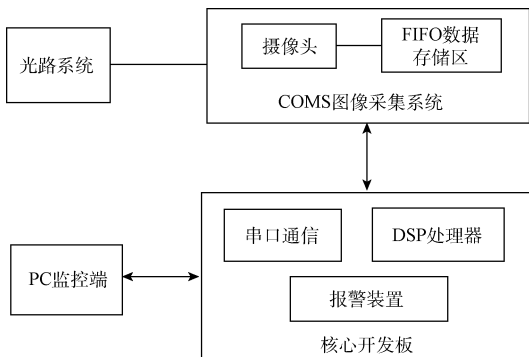 光路系统
摄像头
FIFO数据
存储区
COMS图像采集系统
PC监控端
串口通信
DSP处理器
报警装置
核心开发板